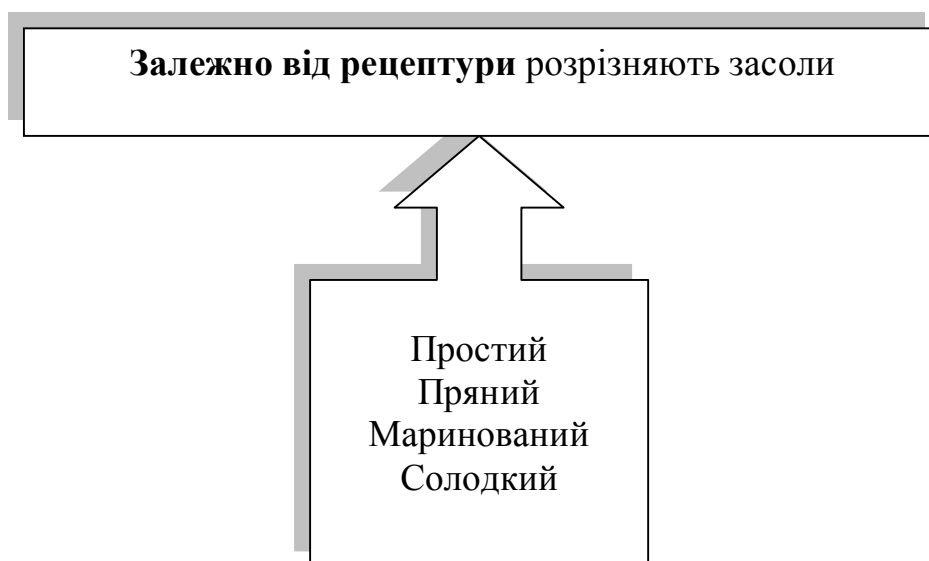 Залежно від рецептури розрізняють засоли
Простий
Пряний
Маринований
Солодкий